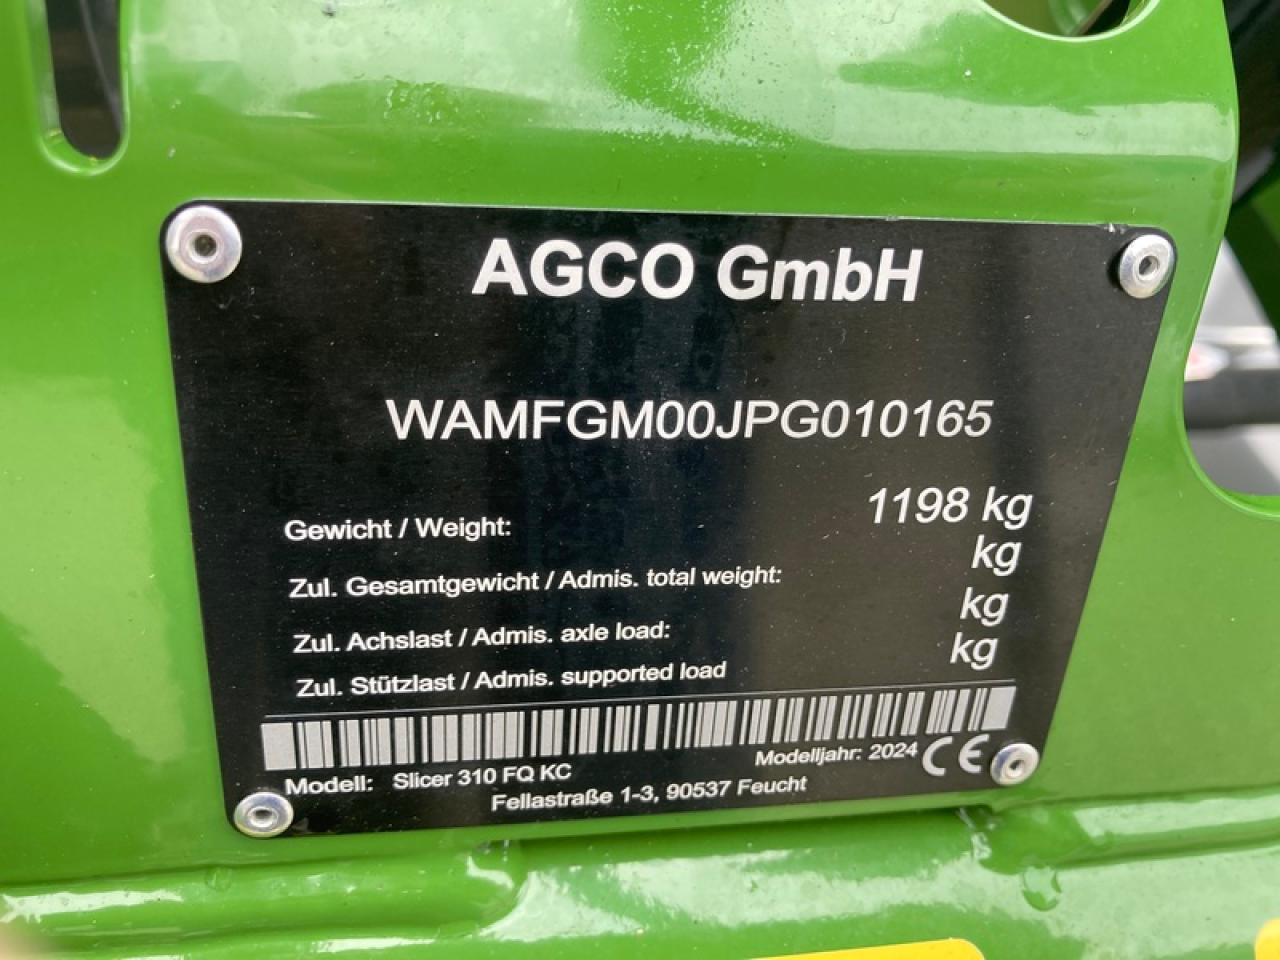 AGCO GmbH
WAMFGM00JPG010165
Gewicht / Weight: 1198 kg
Zul. Gesamtgewicht / Admis. total weight: kg
Zul. Achslast / Admis. axle load: kg
Zul. Stützlast / Admis. supported load kg
Modell: Slicer 310 FQ KC Modelljahr: 2024 CE
Fellastraße 1-3, 90537 Feucht